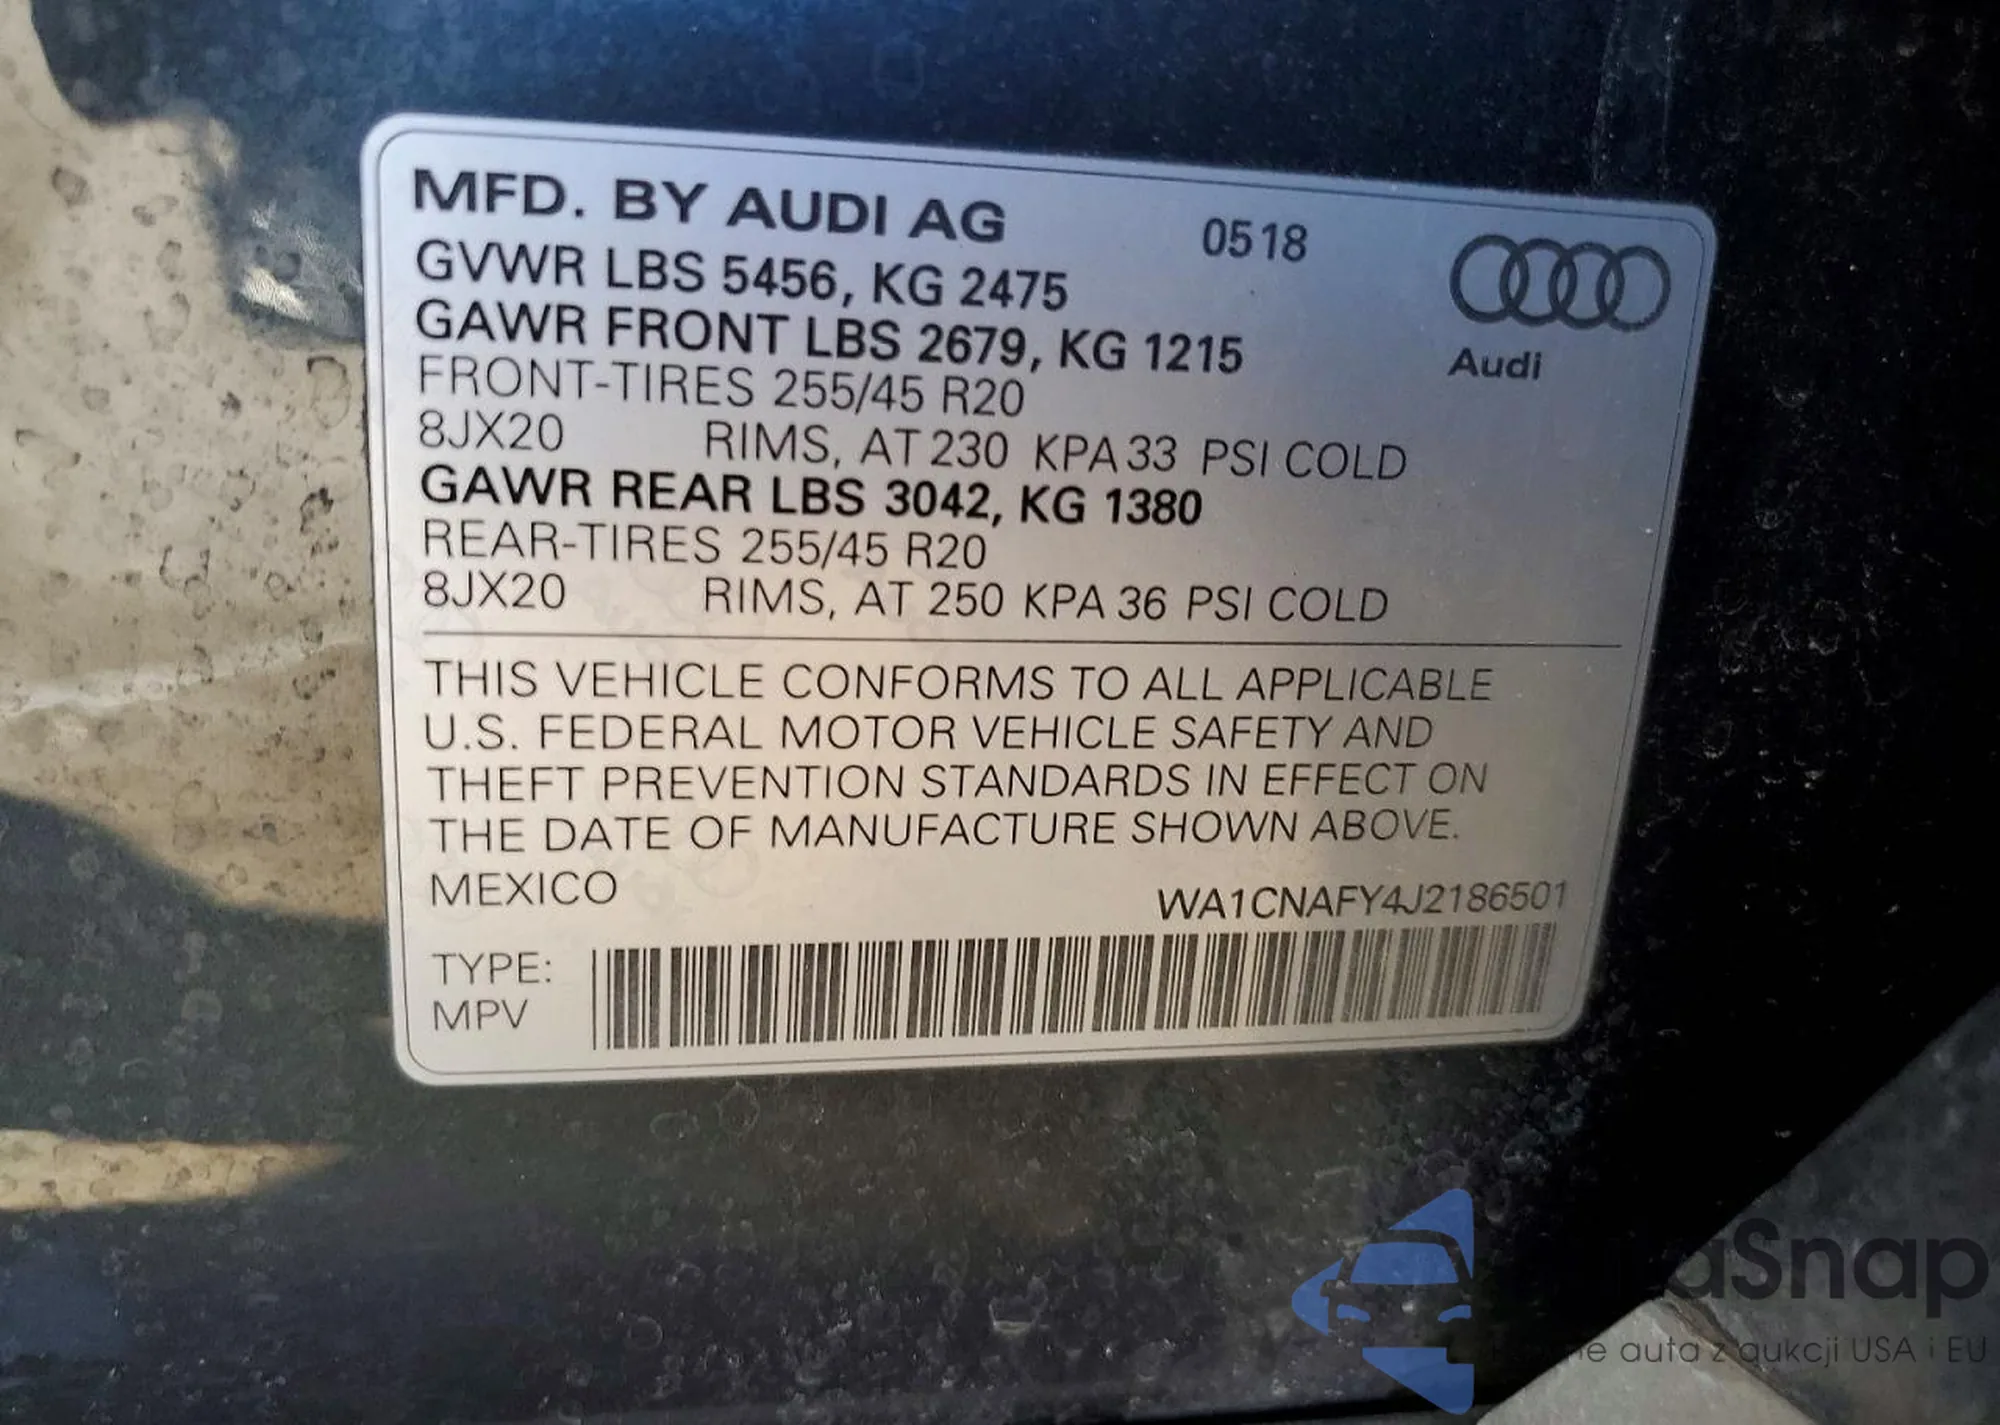 MFD. BY AUDI AG 0518
GVWR LBS 5456, KG 2475
GAWR FRONT LBS 2679, KG 1215
Audi
FRONT-TIRES 255/45 R20
8JX20 RIMS, AT 230 KPA 33 PSI COLD
GAWR REAR LBS 3042, KG 1380
REAR-TIRES 255/45 R20
8JX20 RIMS, AT 250 KPA 36 PSI COLD
THIS VEHICLE CONFORMS TO ALL APPLICABLE
U.S. FEDERAL MOTOR VEHICLE SAFETY AND
THEFT PREVENTION STANDARDS IN EFFECT ON
THE DATE OF MANUFACTURE SHOWN ABOVE.
MEXICO WA1CNAFY4J2186501
TYPE:
MPV
auta z aukcji USA i EU